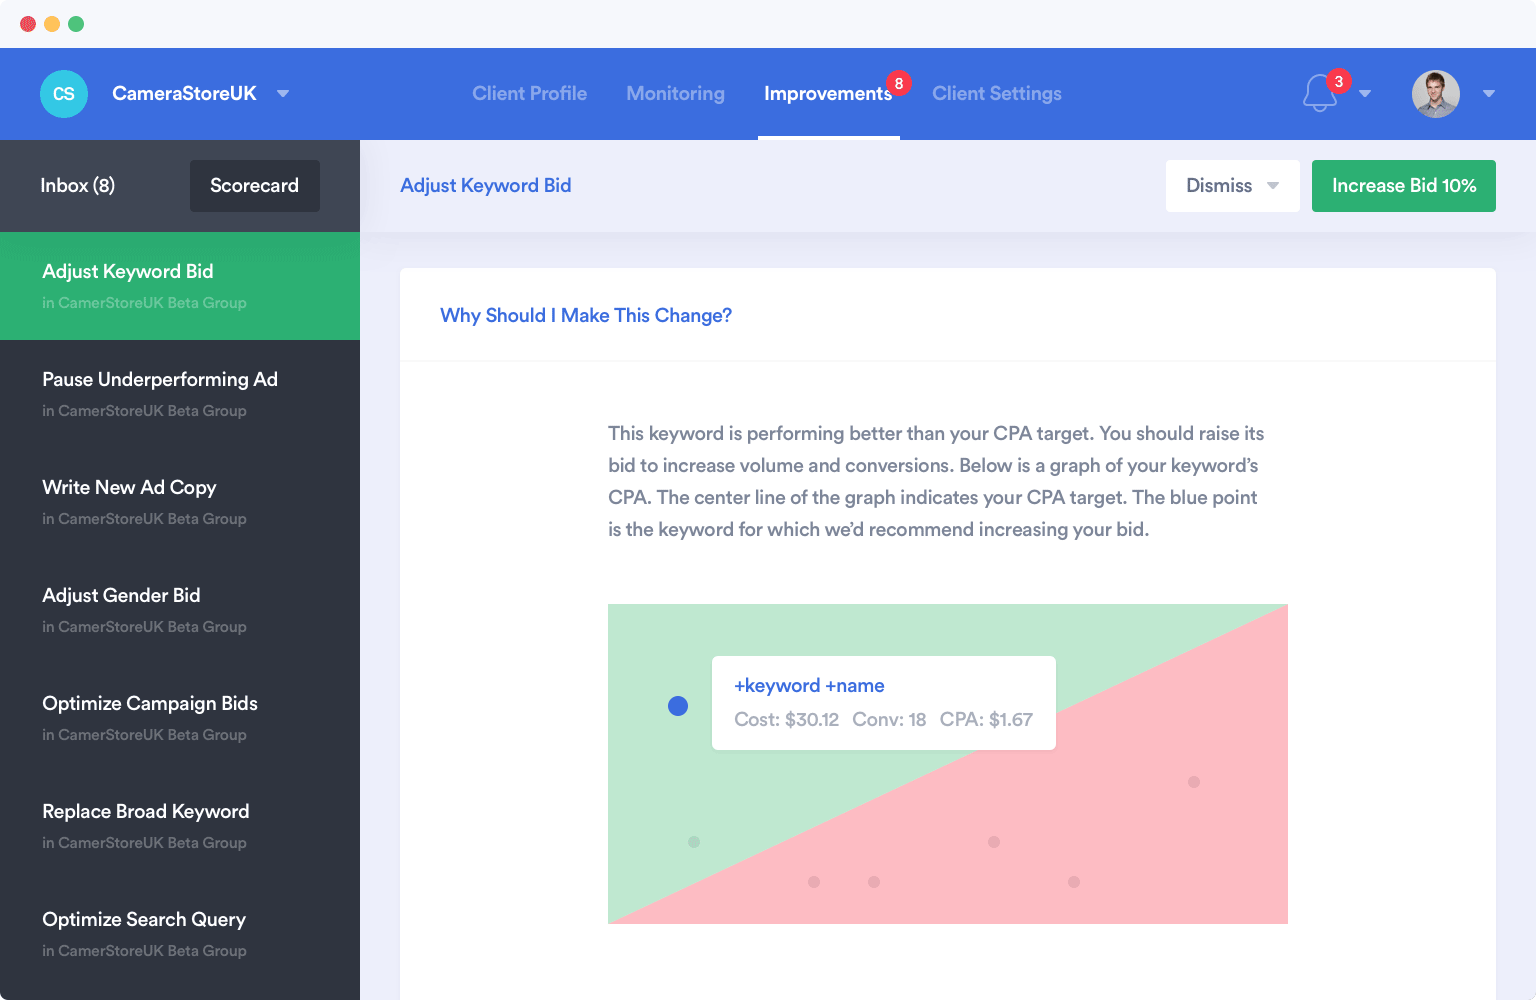 CS
CameraStoreUK
Client Profile
Monitoring
Improvements
8
Client Settings
3
Inbox (8)
Scorecard
Adjust Keyword Bid
Dismiss
Increase Bid 10%
Adjust Keyword Bid
in CamerStoreUK Beta Group
Pause Underperforming Ad
in CamerStoreUK Beta Group
Write New Ad Copy
in CamerStoreUK Beta Group
Adjust Gender Bid
in CamerStoreUK Beta Group
Optimize Campaign Bids
in CamerStoreUK Beta Group
Replace Broad Keyword
in CamerStoreUK Beta Group
Optimize Search Query
in CamerStoreUK Beta Group
Why Should I Make This Change?
This keyword is performing better than your CPA target. You should raise its
bid to increase volume and conversions. Below is a graph of your keyword’s
CPA. The center line of the graph indicates your CPA target. The blue point
is the keyword for which we’d recommend increasing your bid.
+keyword +name
Cost: $30.12 Conv: 18 CPA: $1.67